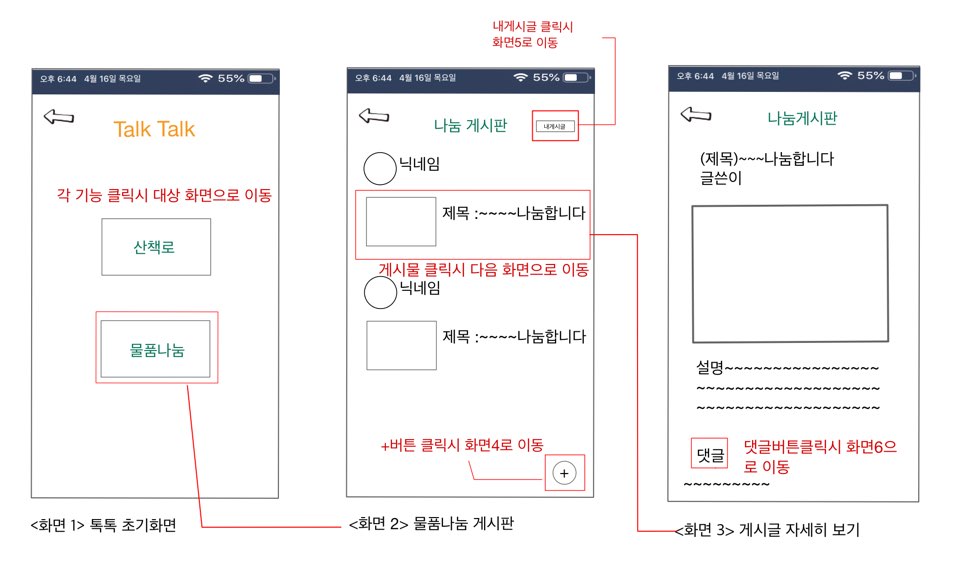 내게시글 클릭시
화면5로 이동
오후 6:44 4월 16일 목요일 55%
Talk Talk
각 기능 클릭시 대상 화면으로 이동
산책로
물품나눔
<화면 1> 톡톡 초기화면
오후 6:44 4월 16일 목요일 55%
나눔 게시판
내게시글
닉네임
제목 :~~~~나눔합니다
게시물 클릭시 다음 화면으로 이동
닉네임
제목 :~~~~나눔합니다
+버튼 클릭시 화면4로 이동
+
<화면 2> 물품나눔 게시판
오후 6:44 4월 16일 목요일 55%
나눔게시판
(제목)~~~나눔합니다
글쓴이
설명~~~~~~~~~~~~~~~~
~~~~~~~~~~~~~~~~~~~
~~~~~~~~~~~~~~~~~~~
댓글
댓글버튼클릭시 화면6으
로 이동
~~~~~~~~~
<화면 3> 게시글 자세히 보기